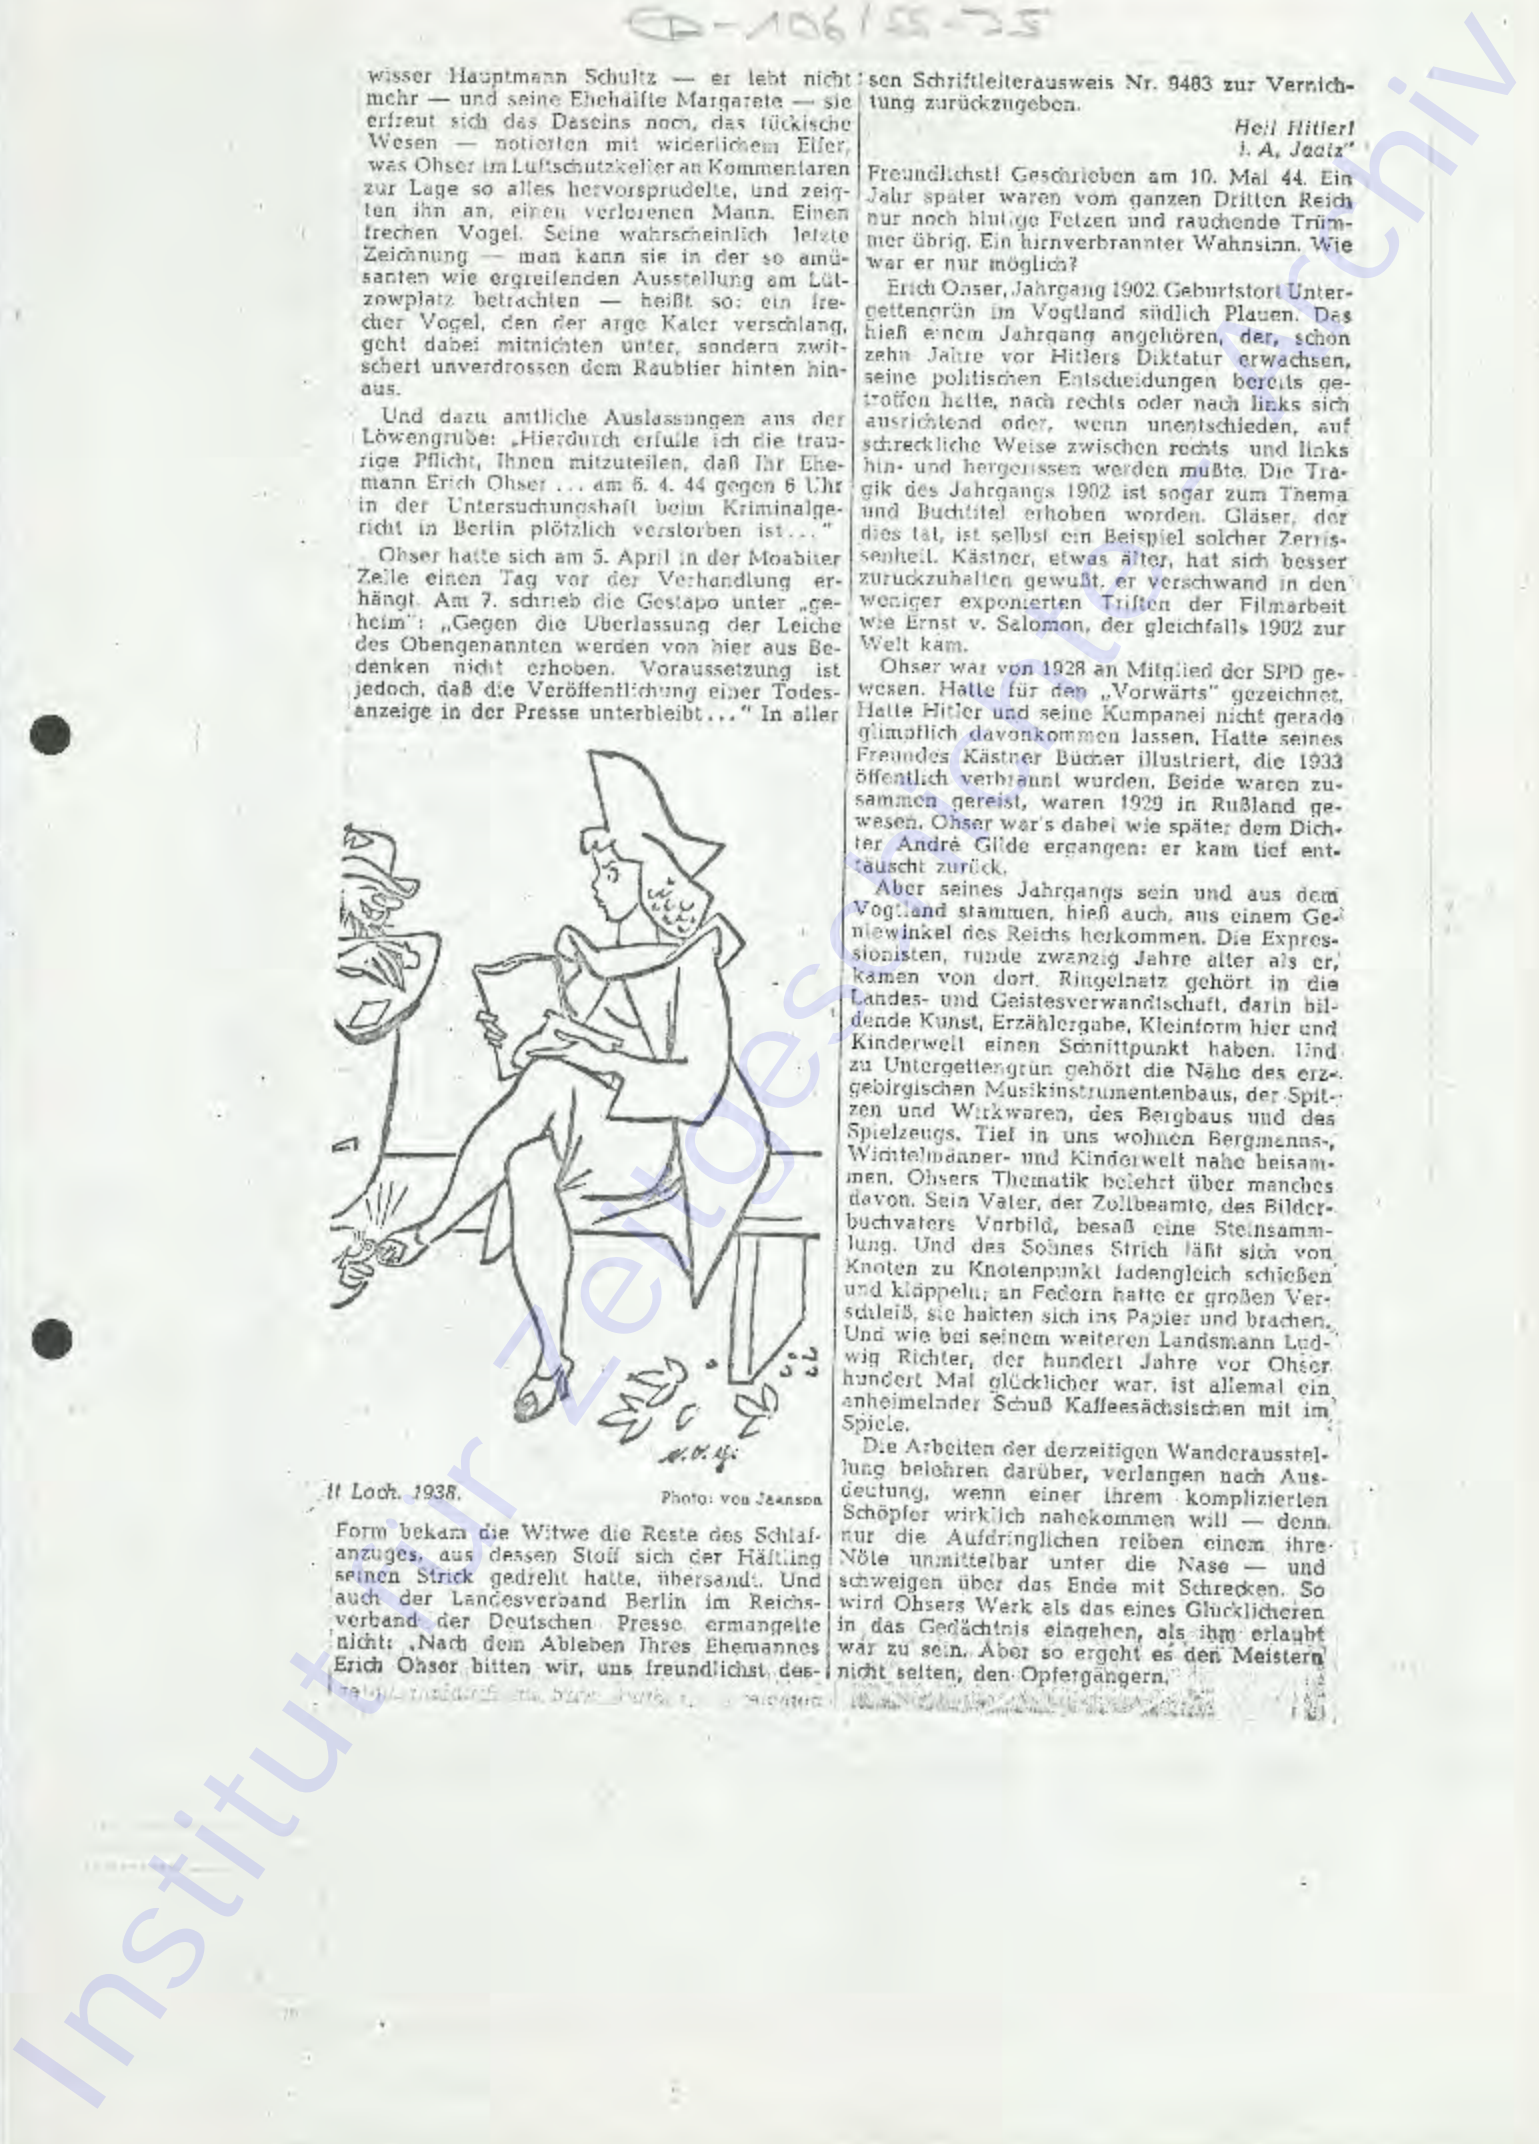 ED-106/55-25
wisser Hauptmann Schultz — er lebt nicht
mehr — und seine Ehehälfte Margarete — sie
erfreut sich des Daseins noch, das tückische
Wesen — notierten mit widerlichem Eifer,
was Ohser im Luftschutzkeller an Kommentaren
zur Lage so alles hervorsprudelte, und zeig-
ten ihn an, einen verlorenen Mann. Einen
frechen Vogel. Seine wahrscheinlich letzte
Zeichnung — man kann sie in der so amü-
santen wie ergreifenden Ausstellung am Lüt-
zowplatz betrachten — heißt so: ein fre-
cher Vogel, den der arge Kater verschlang,
geht dabei mitnichten unter, sondern zwit-
schert unverdrossen dem Raubtier hinten hin-
aus.
Und dazu amtliche Auslassungen aus der
Löwengrube: „Hierdurch erfülle ich die trau-
rige Pflicht, Ihnen mitzuteilen, daß Ihr Ehe-
mann Erich Ohser ... am 6. 4. 44 gegen 6 Uhr
in der Untersuchungshaft beim Kriminalge-
richt in Berlin plötzlich verstorben ist..."
Ohser hatte sich am 5. April in der Moabiter
Zelle einen Tag vor der Verhandlung er-
hängt. Am 7. schrieb die Gestapo unter „ge-
heim": „Gegen die Überlassung der Leiche
des Obengenannten werden von hier aus Be-
denken nicht erhoben. Voraussetzung ist
jedoch, daß die Veröffentlichung einer Todes-
anzeige in der Presse unterbleibt..." In aller
e.o.
it Loch. 1938.
Photo: von Jaanson
Form bekam die Witwe die Reste des Schlaf-
anzuges, aus dessen Stoff sich der Häftling
seinen Strick gedreht hatte, übersandt. Und
auch der Landesverband Berlin im Reichs-
verband der Deutschen Presse ermangelte
nicht: „Nach dem Ableben Ihres Ehemannes
Erich Ohser bitten wir, uns freundlichst des-
sen Schriftleiterausweis Nr. 9483 zur Vernich-
tung zurückzugeben.
Heil Hitler!
i. A. Jaatz"
Freundlichst! Geschrieben am 10. Mai 44. Ein
Jahr später waren vom ganzen Dritten Reich
nur noch blutige Fetzen und rauchende Trüm-
mer übrig. Ein hirnverbrannter Wahnsinn. Wie
war er nur möglich?
Erich Ohser, Jahrgang 1902. Geburtstort Unter-
gettengrün im Vogtland südlich Plauen. Das
hieß einem Jahrgang angehören, der, schon
zehn Jahre vor Hitlers Diktatur erwachsen,
seine politischen Entscheidungen bereits ge-
troffen hatte, nach rechts oder nach links sich
ausrichtend oder, wenn unentschieden, auf
schreckliche Weise zwischen rechts und links
hin- und hergerissen werden mußte. Die Tra-
gik des Jahrgangs 1902 ist sogar zum Thema
und Buchtitel erhoben worden. Gläser, der
dies tat, ist selbst ein Beispiel solcher Zerris-
senheit. Kästner, etwas älter, hat sich besser
zurückzuhalten gewußt, er verschwand in den
weniger exponierten Triften der Filmarbeit
wie Ernst v. Salomon, der gleichfalls 1902 zur
Welt kam.
Ohser war von 1928 an Mitglied der SPD ge-
wesen. Hatte für den „Vorwärts" gezeichnet.
Hatte Hitler und seine Kumpanei nicht gerade
glimpflich davonkommen lassen. Hatte seines
Freundes Kästner Bücher illustriert, die 1933
öffentlich verbrannt wurden. Beide waren zu-
sammen gereist, waren 1929 in Rußland ge-
wesen. Ohser war's dabei wie später dem Dich-
ter André Gide ergangen: er kam tief ent-
täuscht zurück.
Aber seines Jahrgangs sein und aus dem
Vogtland stammen, hieß auch, aus einem Ge-
niewinkel des Reichs herkommen. Die Expres-
sionisten, runde zwanzig Jahre älter als er,
kamen von dort. Ringelnatz gehört in die
Landes- und Geistesverwandtschaft, darin bil-
dende Kunst, Erzählergabe, Kleinform hier und
Kinderwelt einen Schnittpunkt haben. Und
zu Untergettengrün gehört die Nähe des erz-
gebirgischen Musikinstrumentenbaus, der Spit-
zen und Wirkwaren, des Bergbaus und des
Spielzeugs. Tief in uns wohnen Bergmanns-,
Wichtelmänner- und Kinderwelt nahe beisam-
men. Ohsers Thematik belehrt über manches
davon. Sein Vater, der Zollbeamte, des Bilder-
buchvaters Vorbild, besaß eine Steinsamm-
lung. Und des Sohnes Strich läßt sich von
Knoten zu Knotenpunkt fadengleich schießen
und klöppeln; an Federn hatte er großen Ver-
schleiß, sie hakten sich ins Papier und brachen.
Und wie bei seinem weiteren Landsmann Lud-
wig Richter, der hundert Jahre vor Ohser
hundert Mal glücklicher war, ist allemal ein
anheimelnder Schuß Kaffeesächsischen mit im
Spiele.
Die Arbeiten der derzeitigen Wanderausstel-
lung belehren darüber, verlangen nach Aus-
deutung, wenn einer ihrem komplizierten
Schöpfer wirklich nahekommen will — denn
nur die Aufdringlichen reiben einem ihre
Nöte unmittelbar unter die Nase — und
schweigen über das Ende mit Schrecken. So
wird Ohsers Werk als das eines Glücklicheren
in das Gedächtnis eingehen, als ihm erlaubt
war zu sein. Aber so ergeht es den Meistern
nicht selten, den Opfergängern.
Institut für Zeitgeschichte - Archiv